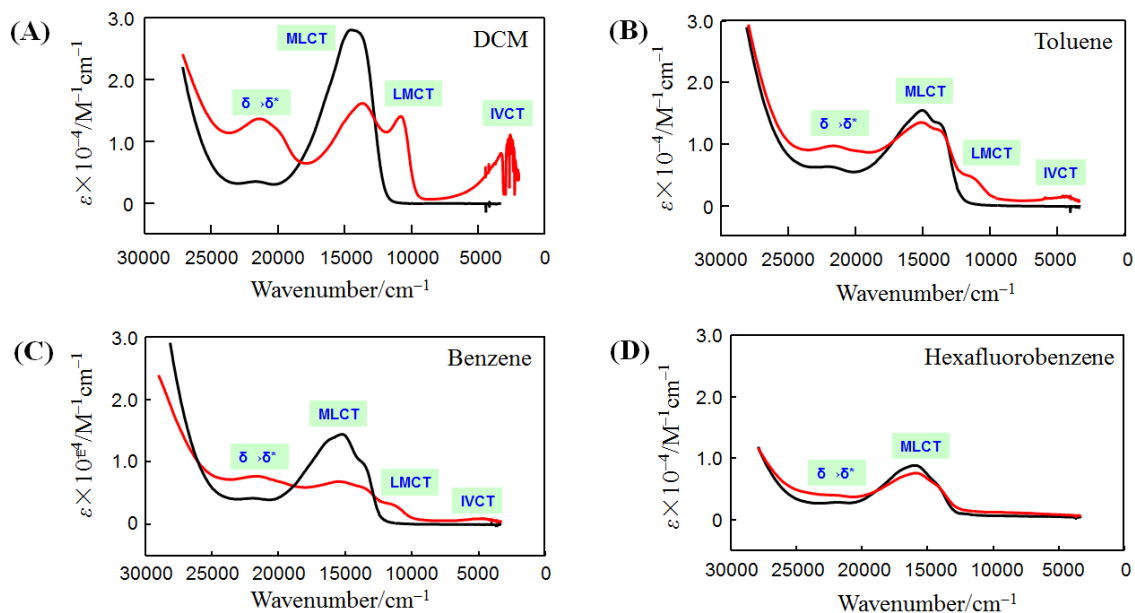 (A)
DCM
MLCT
LMCT
IVCT
δ→δ*
ε×10⁻⁴/M⁻¹cm⁻¹
3.0
2.0
1.0
0
30000 25000 20000 15000 10000 5000 0
Wavenumber/cm⁻¹
(B)
Toluene
MLCT
δ→δ*
LMCT
IVCT
ε×10⁻⁴/M⁻¹cm⁻¹
3.0
2.0
1.0
0
30000 25000 20000 15000 10000 5000 0
Wavenumber/cm⁻¹
(C)
Benzene
MLCT
δ→δ*
LMCT
IVCT
3.0
2.0
1.0
0
30000 25000 20000 15000 10000 5000 0
Wavenumber/cm⁻¹
(D)
Hexafluorobenzene
MLCT
δ→δ*
ε×10⁻⁴/M⁻¹cm⁻¹
3.0
2.0
1.0
0
30000 25000 20000 15000 10000 5000 0
Wavenumber/cm⁻¹